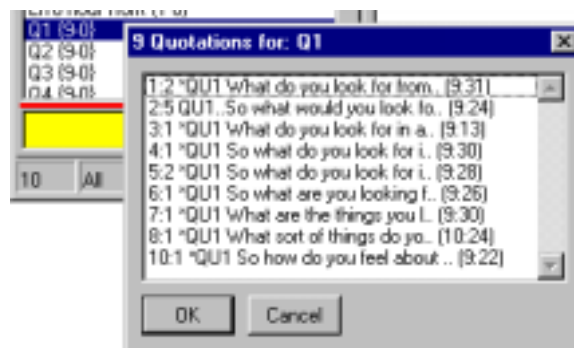 Q1 {9-0}
Q2 {9-0}
Q3 {9-0}
Q4 {9-0}
10 All
9 Quotations for: Q1
1:2 *QU1 What do you look for from.. (9:31)
2:5 QU1..So what would you look fo.. (9:24)
3:1 *QU1 What do you look for in a.. (9:13)
4:1 *QU1 So what do you look for i.. (9:30)
5:2 *QU1 So what do you look for i.. (9:28)
6:1 *QU1 So what are you looking f.. (9:26)
7:1 *QU1 What are the things you l.. (9:30)
8:1 *QU1 What sort of things do yo.. (10:24)
10:1 *QU1 So how do you feel about .. (9:22)
OK Cancel